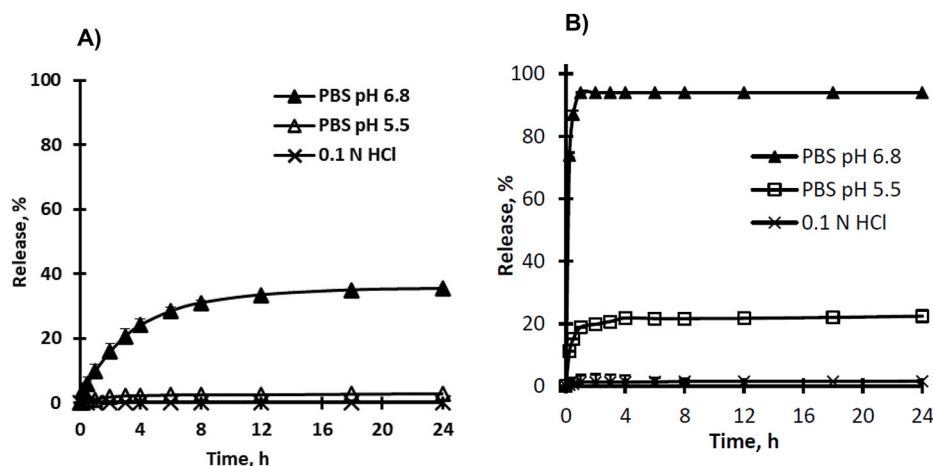 A)
100
80
60
40
20
0
Release, %
PBS pH 6.8
PBS pH 5.5
0.1 N HCl
0 4 8 12 16 20 24
Time, h
B)
100
80
60
40
20
0
Release, %
PBS pH 6.8
PBS pH 5.5
0.1 N HCl
0 4 8 12 16 20 24
Time, h